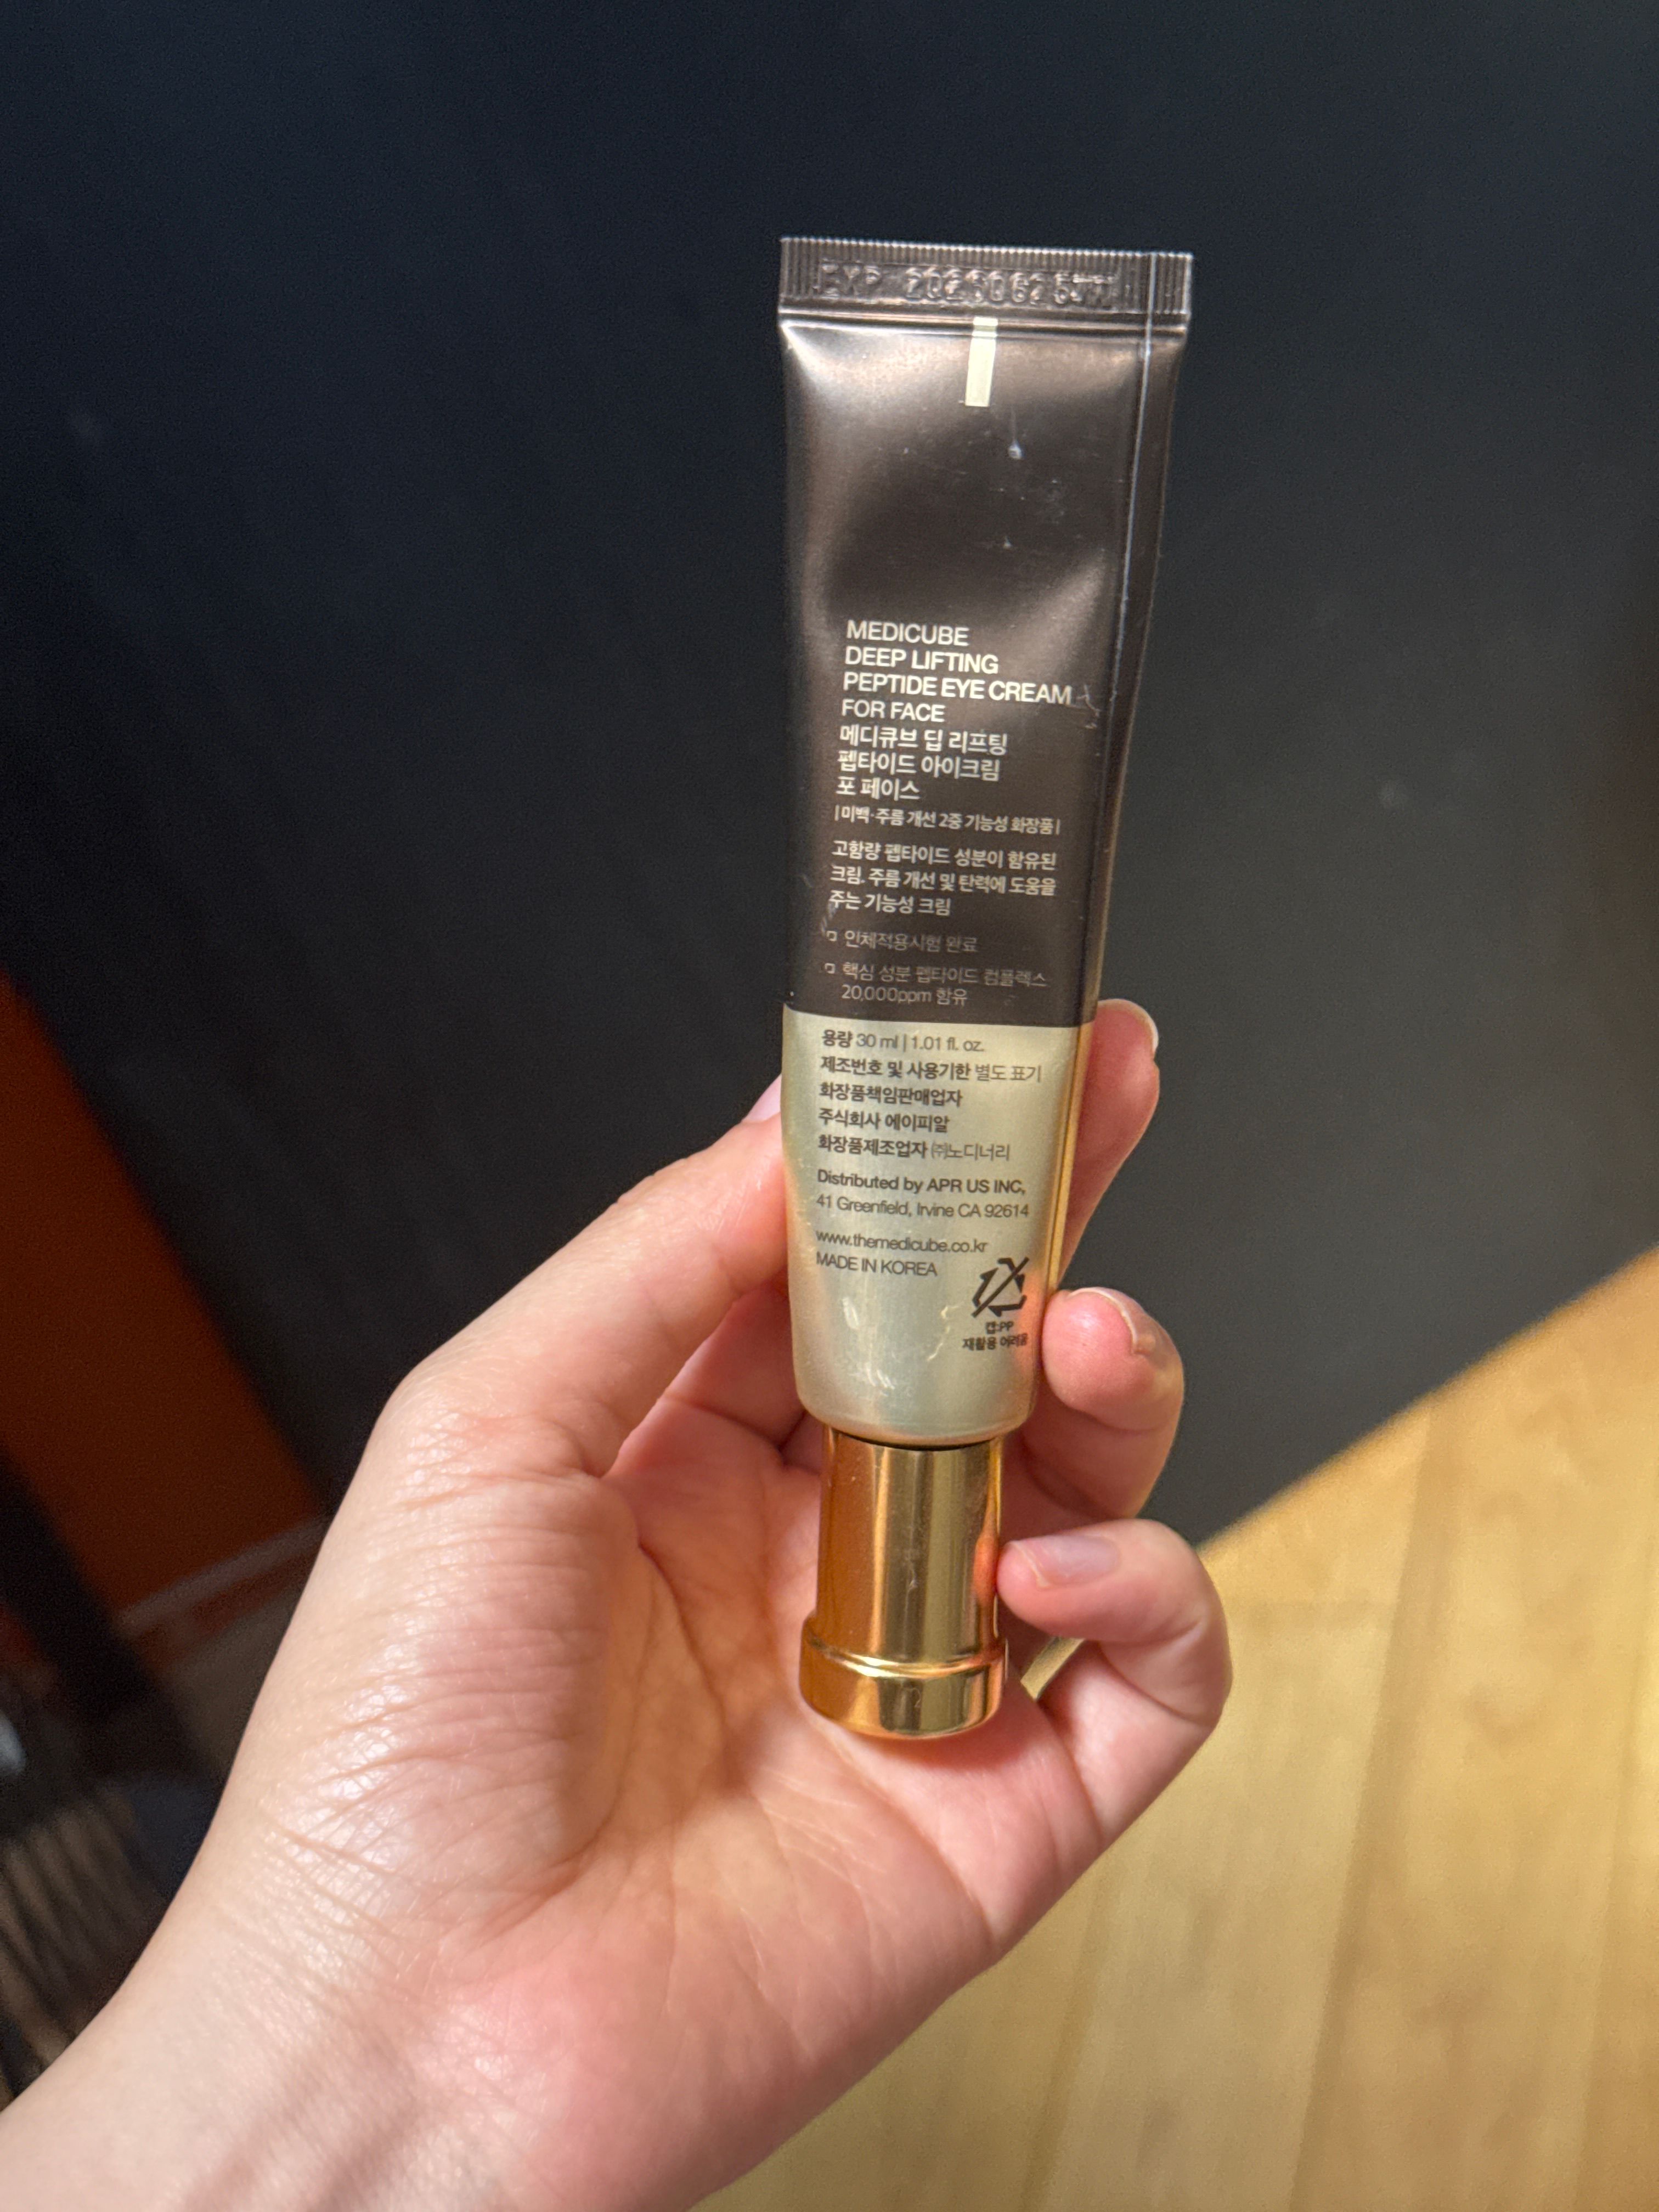 EXP
MEDICUBE
DEEP LIFTING
PEPTIDE EYE CREAM
FOR FACE
메디큐브 딥 리프팅
펩타이드 아이크림
포 페이스
| 미백·주름 개선 2중 기능성 화장품 |
고함량 펩타이드 성분이 함유된
크림. 주름 개선 및 탄력에 도움을
주는 기능성 크림
인체적용시험 완료
핵심 성분 펩타이드 컴플렉스
20,000ppm 함유
용량 30 ml | 1.01 fl. oz.
제조번호 및 사용기한 별도 표기
화장품책임판매업자
주식회사 에이피알
화장품제조업자 ㈜노디너리
Distributed by APR US INC,
41 Greenfield, Irvine CA 92614
www.themedicube.co.kr
MADE IN KOREA
캡:PP
재활용 어려움